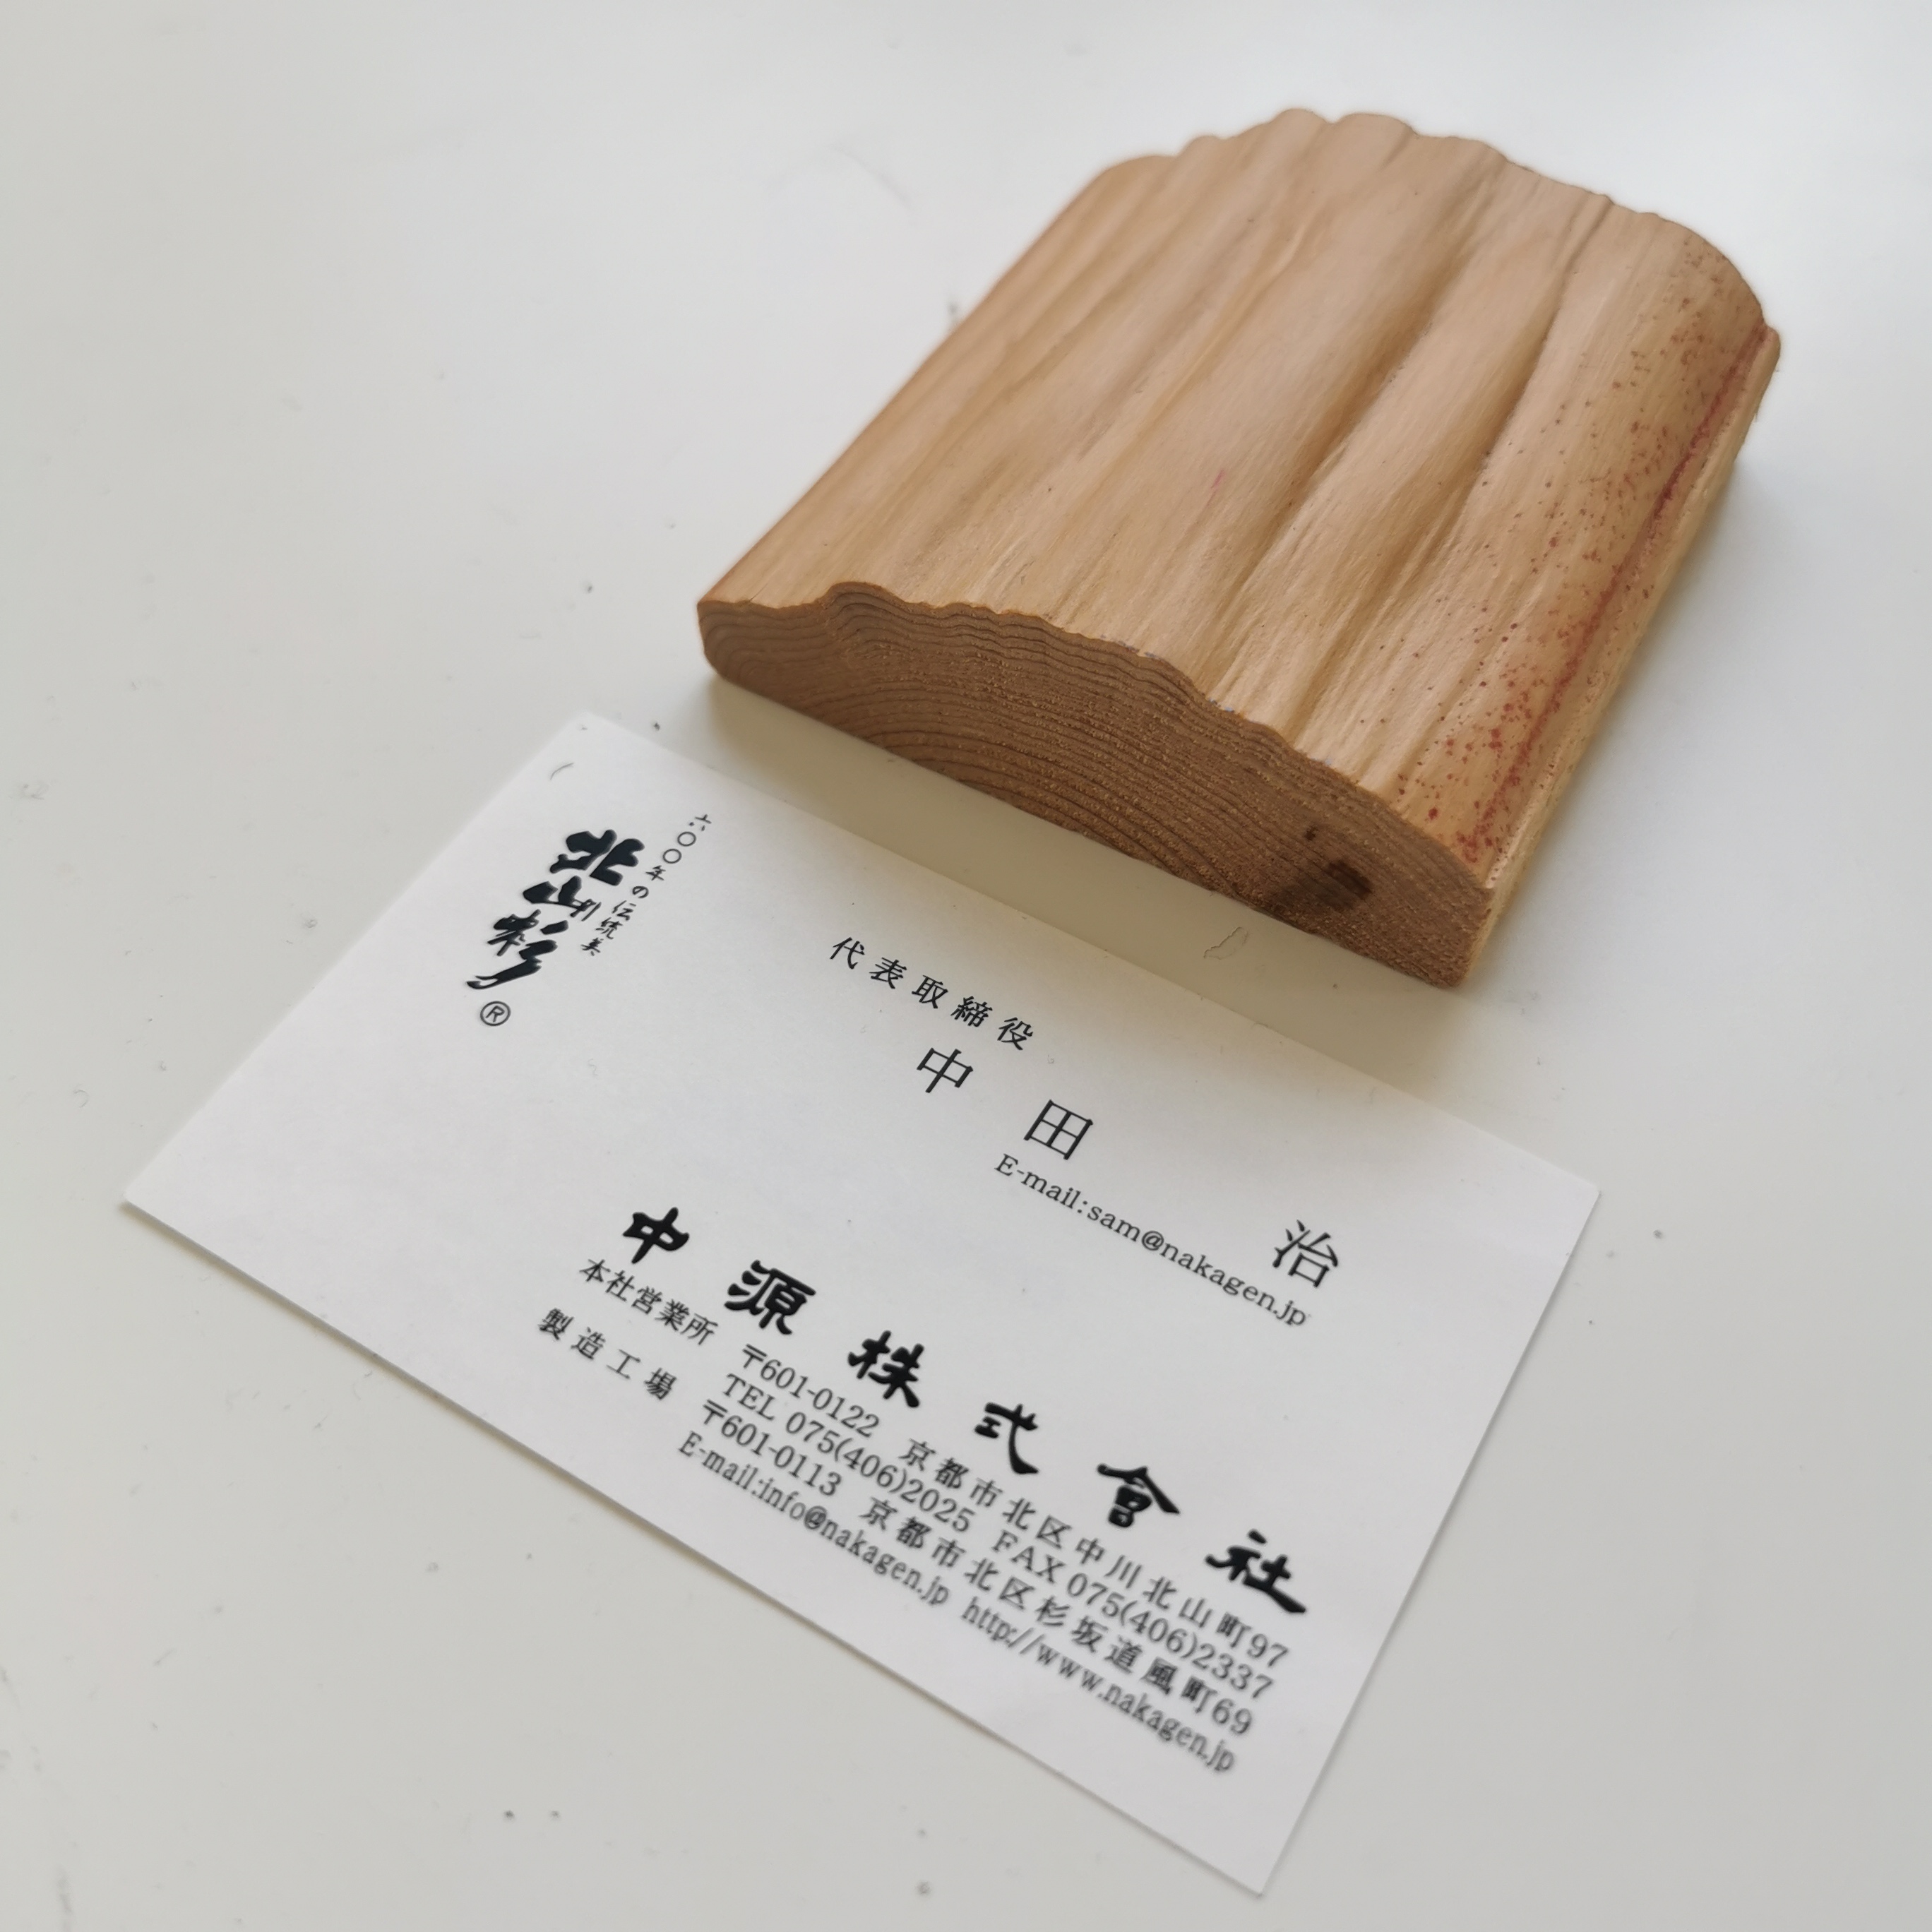 六〇〇年の伝統美
北山杉
®
代表取締役
中田 治
E-mail:sam@nakagen.jp
中源株式會社
本社営業所 〒601-0122 京都市北区中川北山町97
TEL 075(406)2025 FAX 075(406)2337
製造工場 〒601-0113 京都市北区杉坂道風町69
E-mail:info@nakagen.jp http://www.nakagen.jp